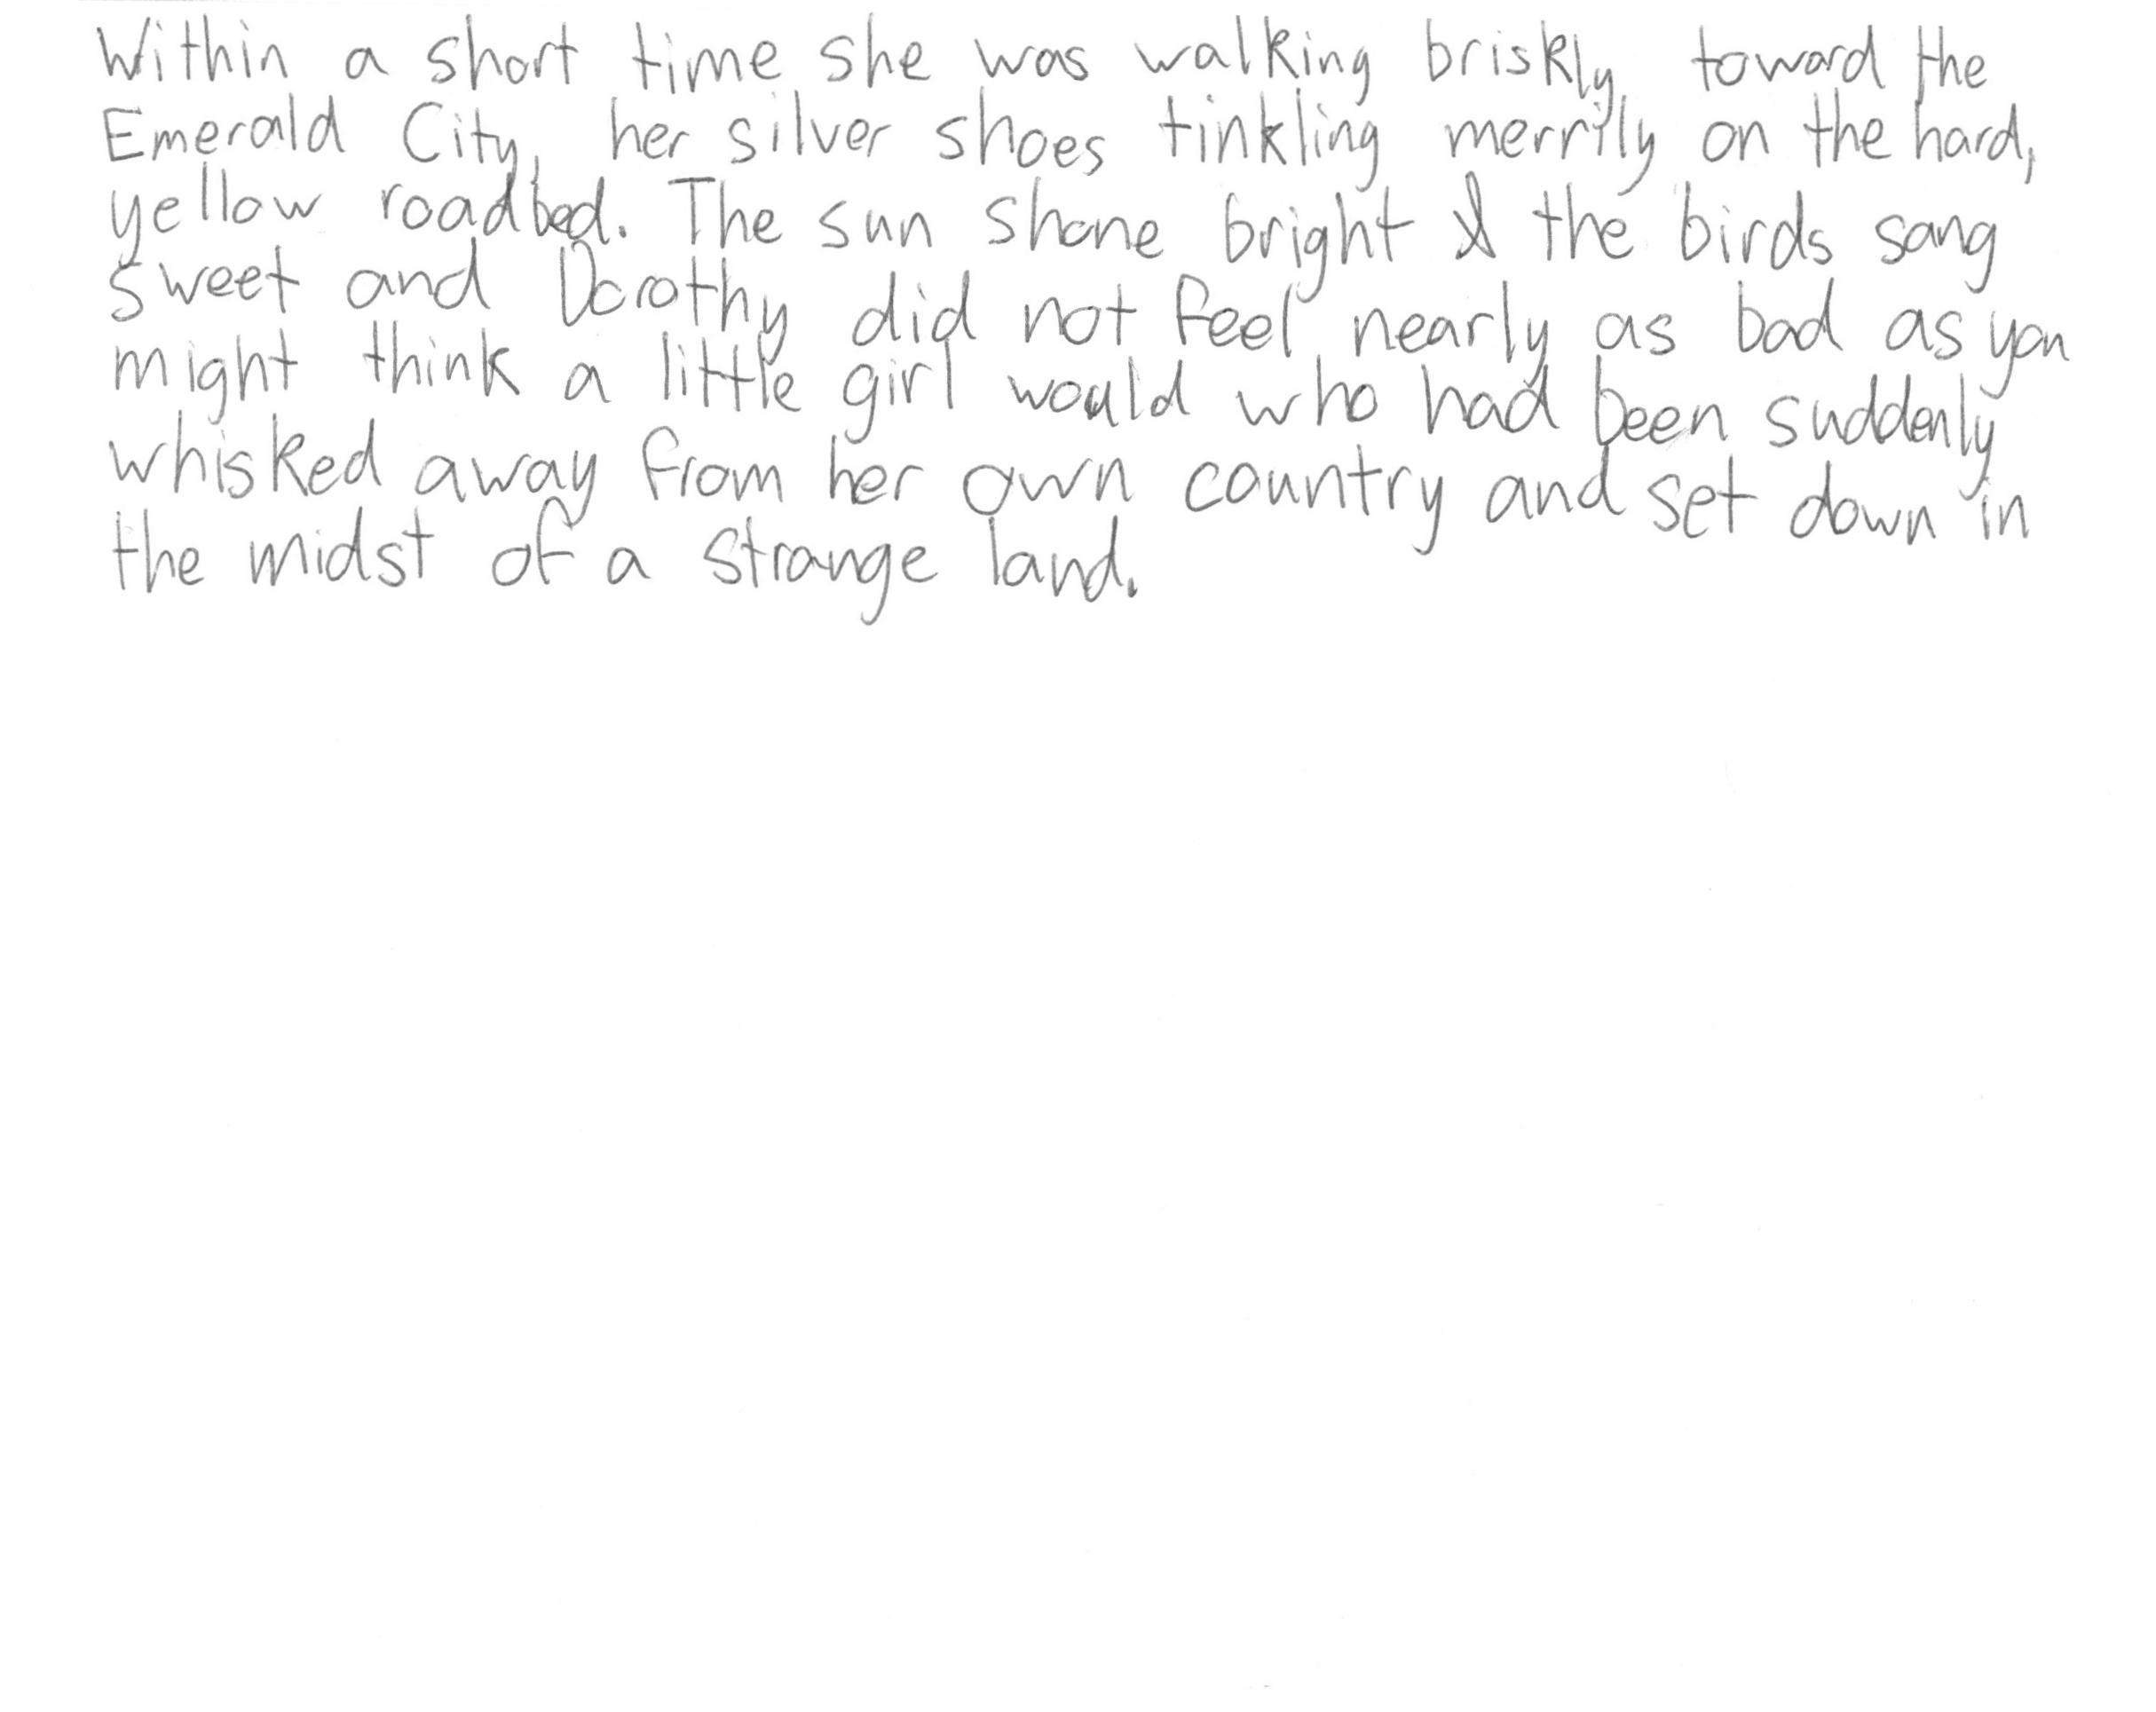 Within a short time she was walking briskly toward the
Emerald City, her silver shoes tinkling merrily on the hard,
yellow roadbed. The sun shone bright & the birds sang
sweet and Dorothy did not feel nearly as bad as you
might think a little girl would who had been suddenly
whisked away from her own country and set down in
the midst of a strange land.